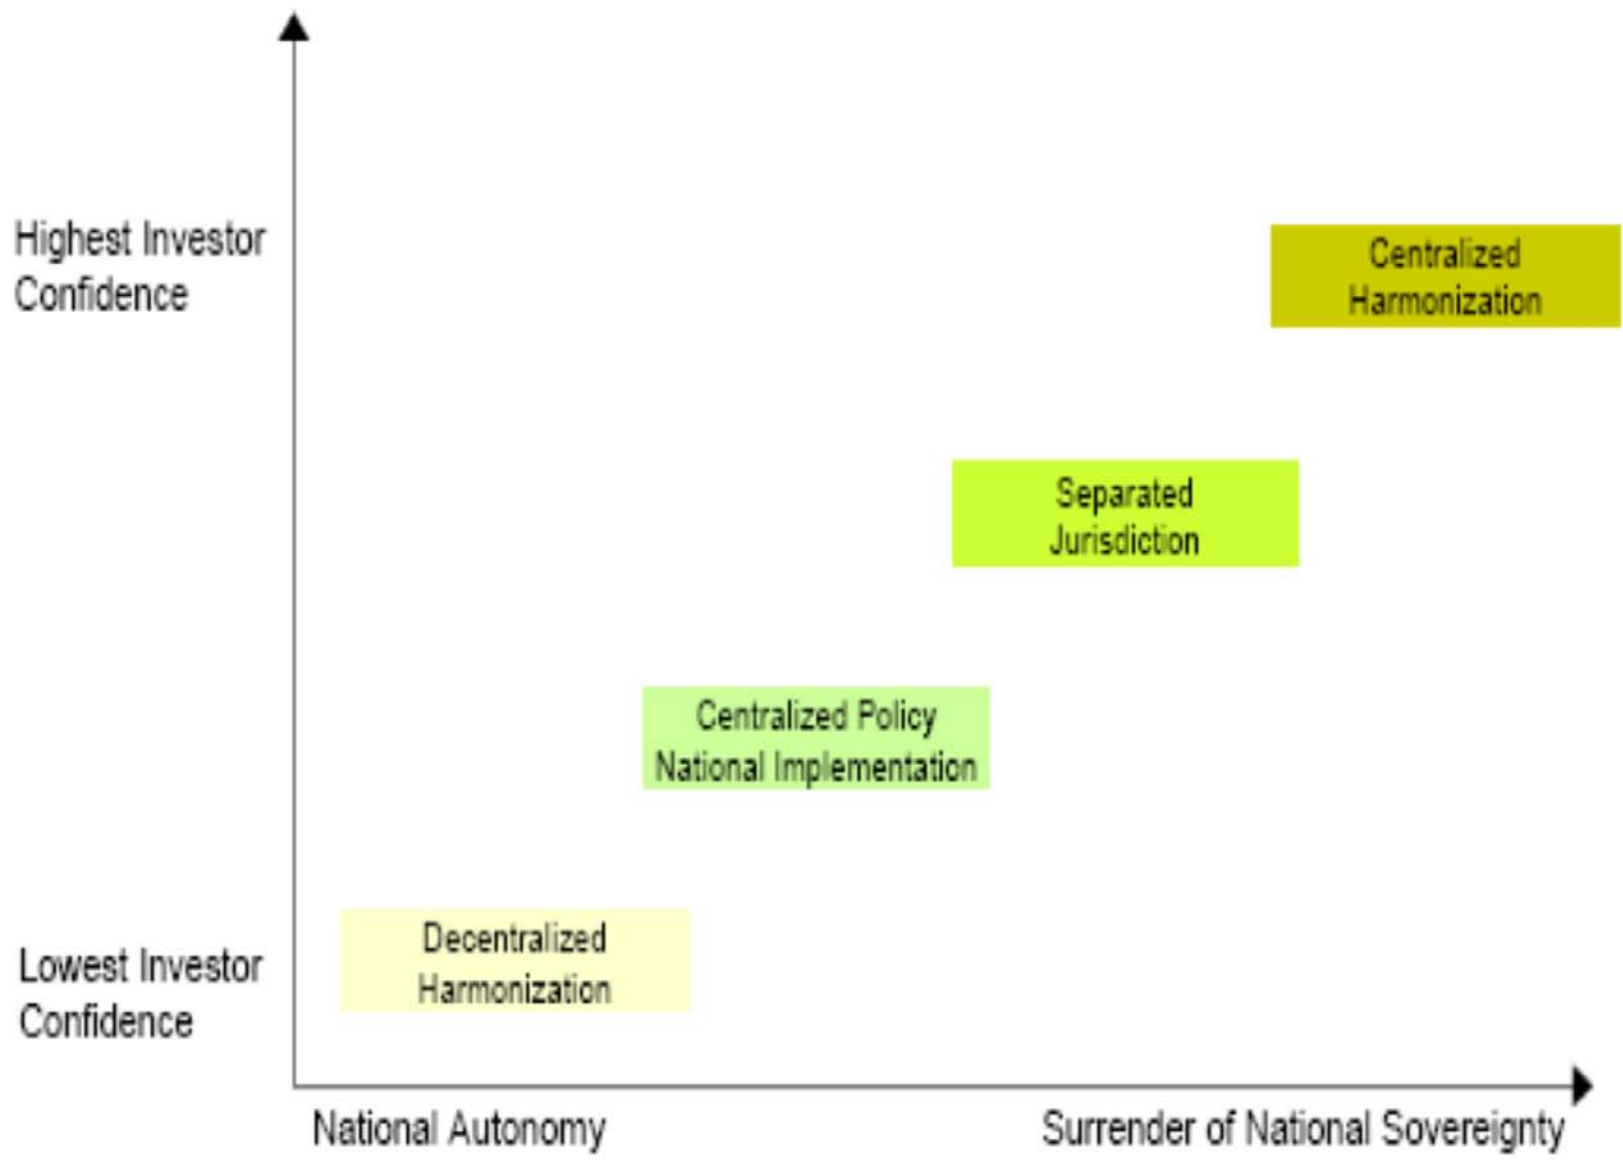 Highest Investor
Confidence
Centralized
Harmonization
Separated
Jurisdiction
Centralized Policy
National Implementation
Decentralized
Harmonization
Lowest Investor
Confidence
National Autonomy
Surrender of National Sovereignty